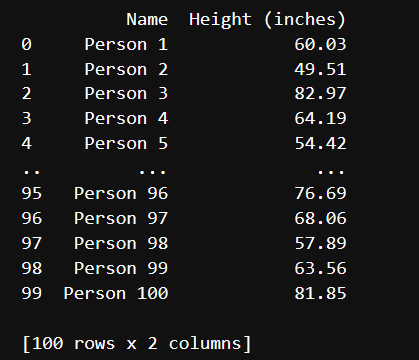 Name Height (inches)
0 Person 1 60.03
1 Person 2 49.51
2 Person 3 82.97
3 Person 4 64.19
4 Person 5 54.42
.. ... ...
95 Person 96 76.69
96 Person 97 68.06
97 Person 98 57.89
98 Person 99 63.56
99 Person 100 81.85
[100 rows x 2 columns]